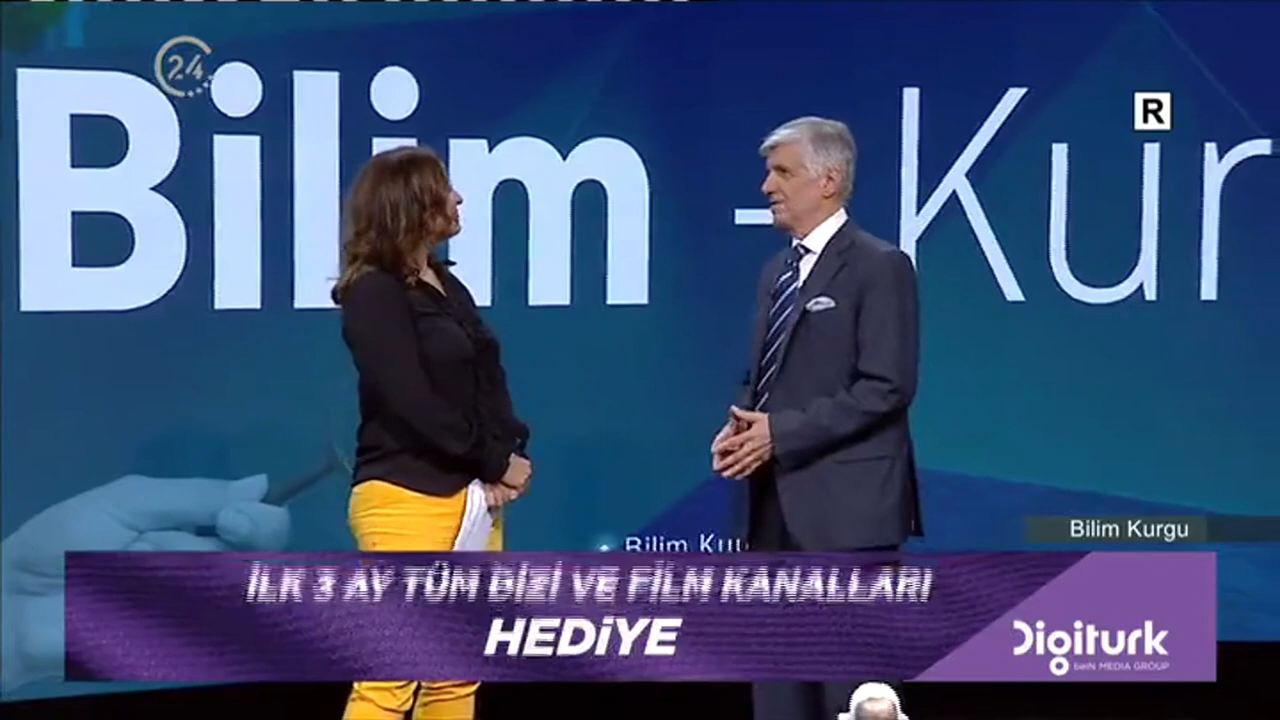 24
Bilim - Kur
R
Bilim Kurgu
Bilim Ku
İLK 3 AY TÜM DİZİ VE FİLM KANALLARI
HEDİYE
Digiturk
beIN MEDIA GROUP